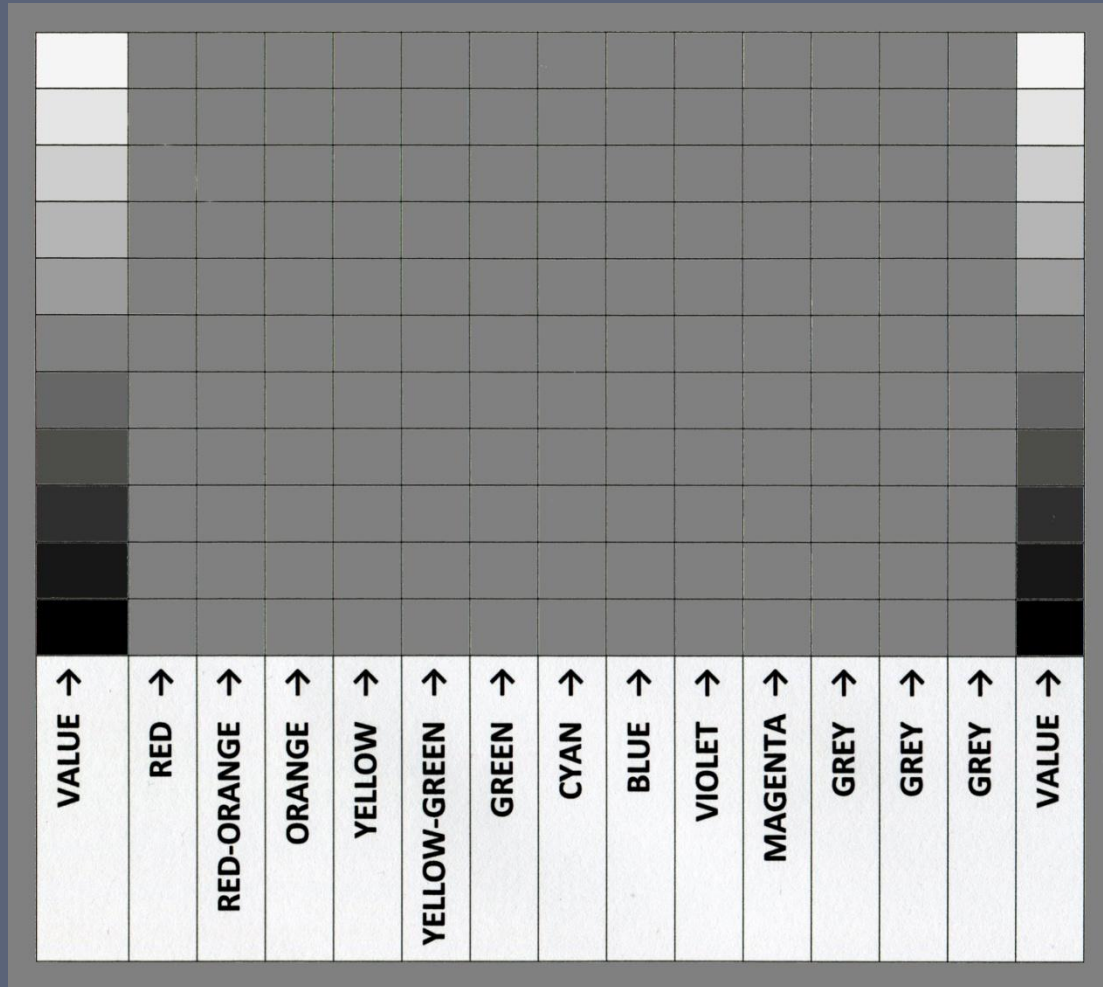 VALUE →
RED →
RED-ORANGE →
ORANGE →
YELLOW →
YELLOW-GREEN →
GREEN →
CYAN →
BLUE →
VIOLET →
MAGENTA →
GREY →
GREY →
GREY →
VALUE →